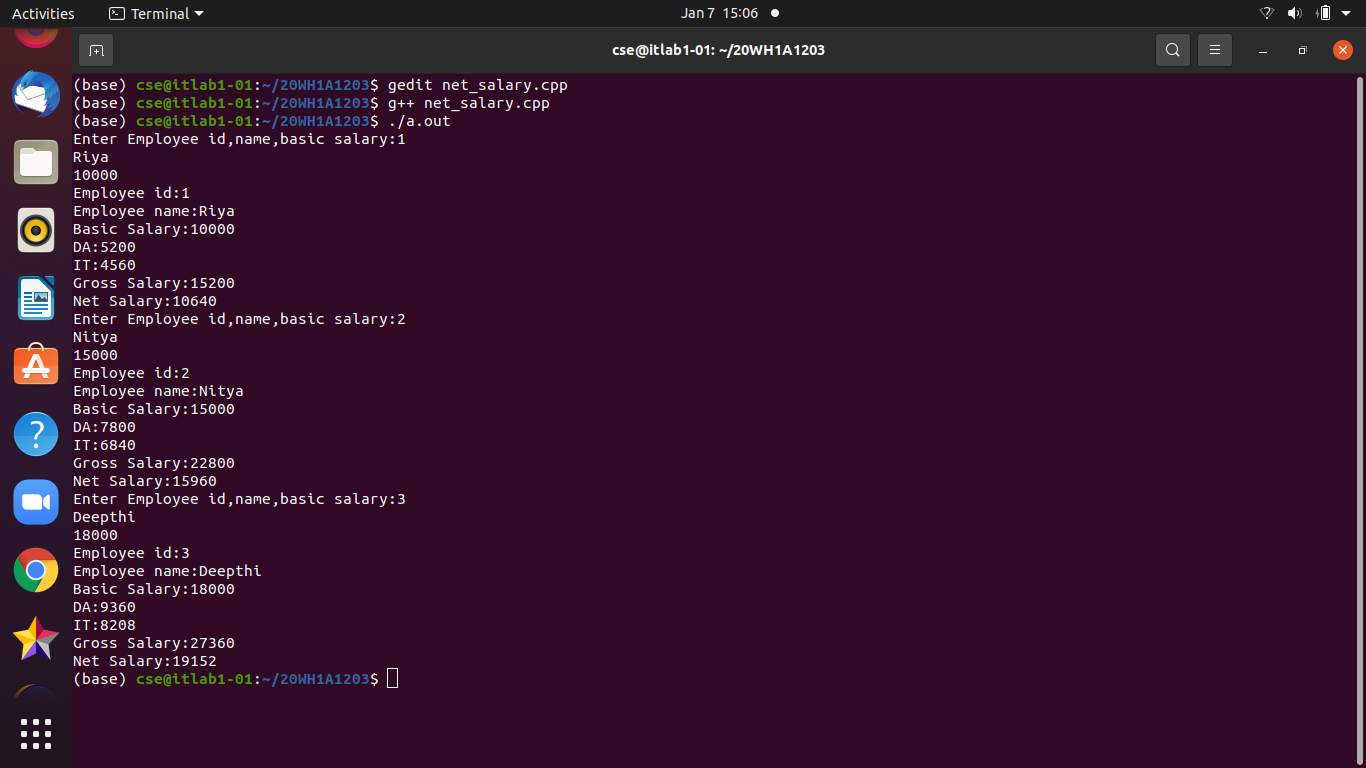 Activities Terminal Jan 7 15:06
cse@itlab1-01: ~/20WH1A1203
(base) cse@itlab1-01:~/20WH1A1203$ gedit net_salary.cpp
(base) cse@itlab1-01:~/20WH1A1203$ g++ net_salary.cpp
(base) cse@itlab1-01:~/20WH1A1203$ ./a.out
Enter Employee id,name,basic salary:1
Riya
10000
Employee id:1
Employee name:Riya
Basic Salary:10000
DA:5200
IT:4560
Gross Salary:15200
Net Salary:10640
Enter Employee id,name,basic salary:2
Nitya
15000
Employee id:2
Employee name:Nitya
Basic Salary:15000
DA:7800
IT:6840
Gross Salary:22800
Net Salary:15960
Enter Employee id,name,basic salary:3
Deepthi
18000
Employee id:3
Employee name:Deepthi
Basic Salary:18000
DA:9360
IT:8208
Gross Salary:27360
Net Salary:19152
(base) cse@itlab1-01:~/20WH1A1203$